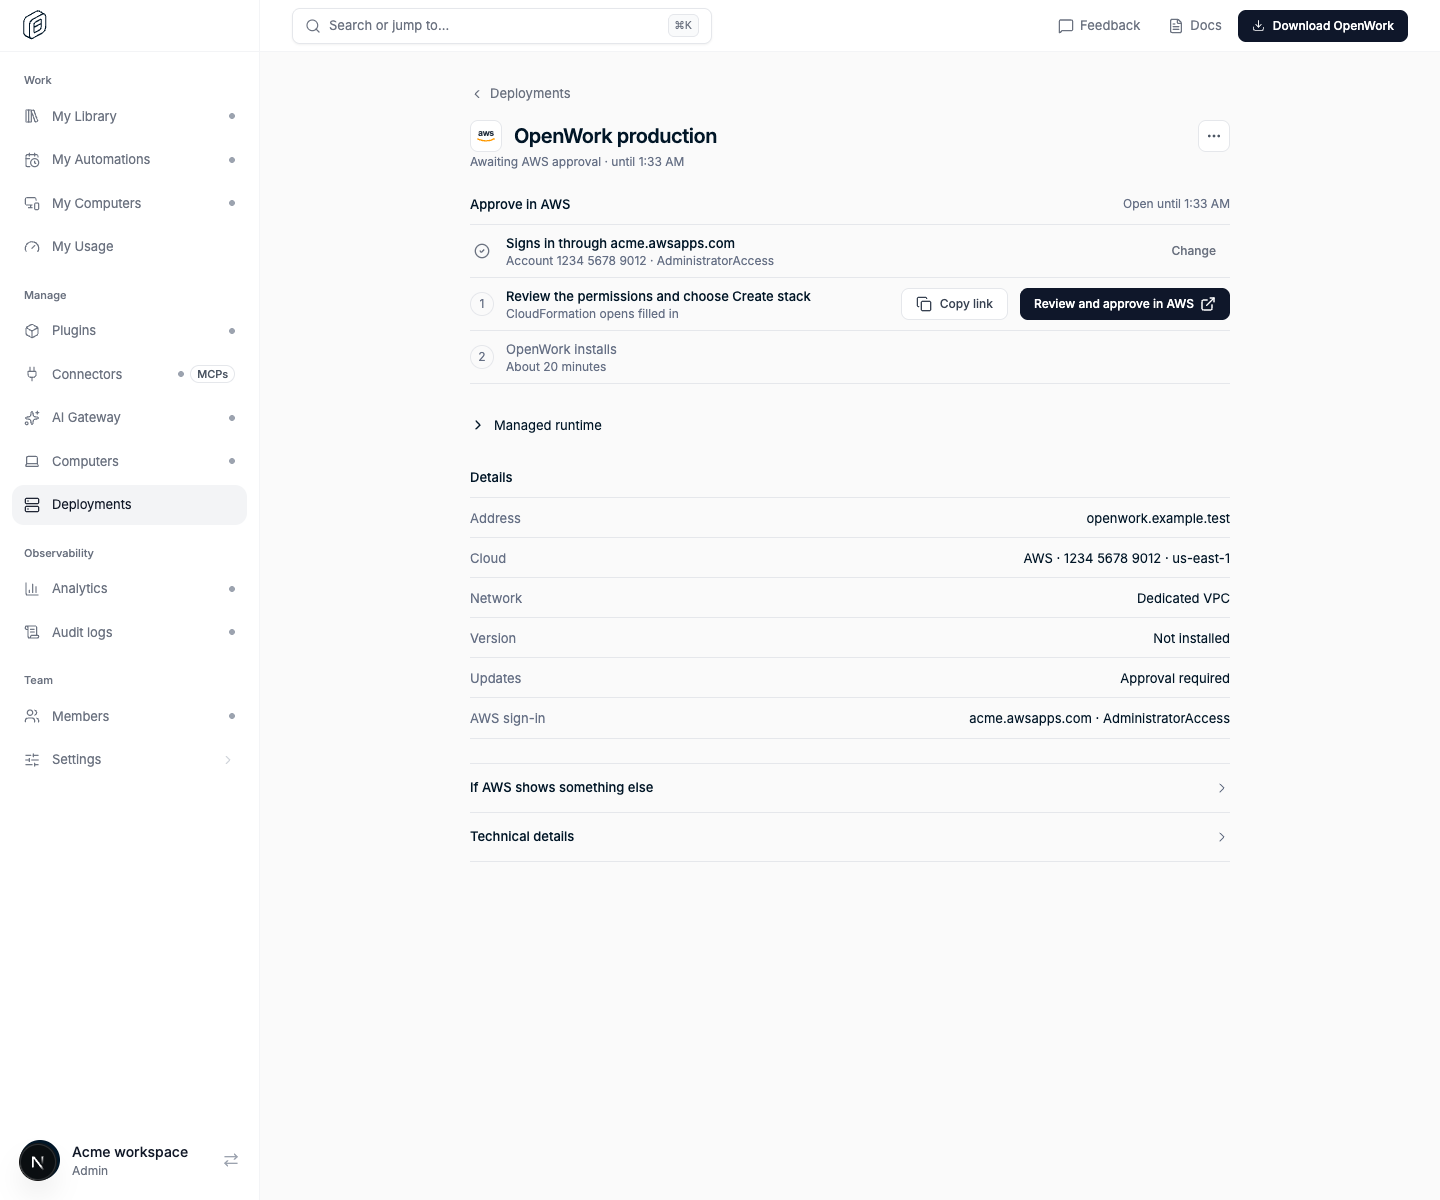 Search or jump to...
⌘K
Feedback
Docs
Download OpenWork
Work
My Library
My Automations
My Computers
My Usage
Manage
Plugins
Connectors
MCPs
AI Gateway
Computers
Deployments
Observability
Analytics
Audit logs
Team
Members
Settings
N
Acme workspace
Admin
Deployments
aws
OpenWork production
Awaiting AWS approval · until 1:33 AM
Approve in AWS
Open until 1:33 AM
Signs in through acme.awsapps.com
Account 1234 5678 9012 · AdministratorAccess
Change
1
Review the permissions and choose Create stack
CloudFormation opens filled in
Copy link
Review and approve in AWS
2
OpenWork installs
About 20 minutes
Managed runtime
Details
Address
openwork.example.test
Cloud
AWS · 1234 5678 9012 · us-east-1
Network
Dedicated VPC
Version
Not installed
Updates
Approval required
AWS sign-in
acme.awsapps.com · AdministratorAccess
If AWS shows something else
Technical details